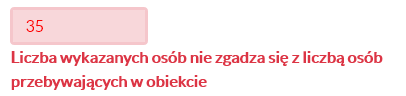 35
Liczba wykazanych osób nie zgadza się z liczbą osób
przebywających w obiekcie